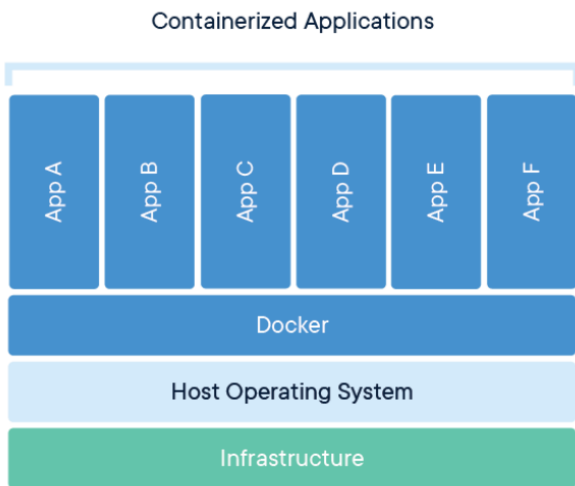 Containerized Applications
App A
App B
App C
App D
App E
App F
Docker
Host Operating System
Infrastructure